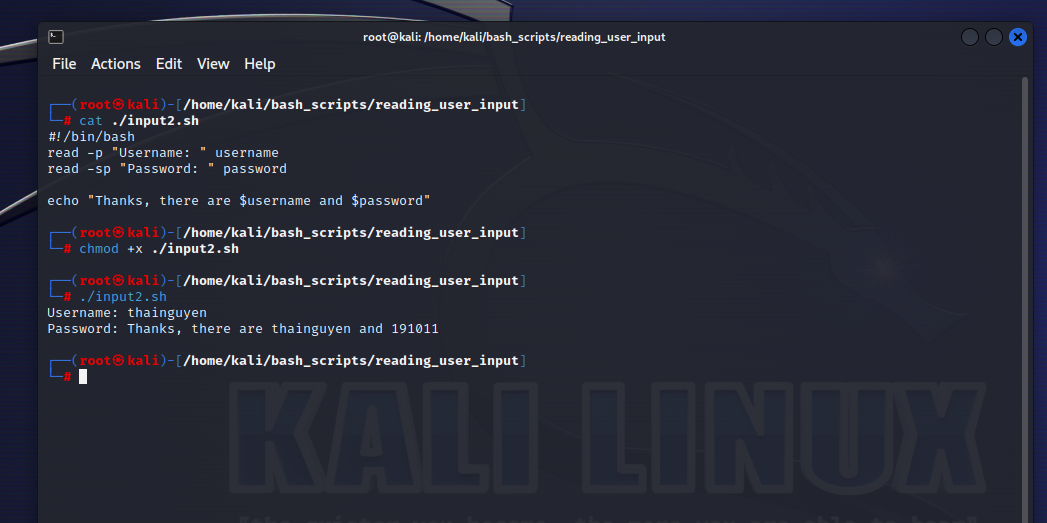 root@kali: /home/kali/bash_scripts/reading_user_input
File Actions Edit View Help
┌──(root㉿kali)-[/home/kali/bash_scripts/reading_user_input]
└─# cat ./input2.sh
#!/bin/bash
read -p "Username: " username
read -sp "Password: " password
echo "Thanks, there are $username and $password"
┌──(root㉿kali)-[/home/kali/bash_scripts/reading_user_input]
└─# chmod +x ./input2.sh
┌──(root㉿kali)-[/home/kali/bash_scripts/reading_user_input]
└─# ./input2.sh
Username: thainguyen
Password: Thanks, there are thainguyen and 191011
┌──(root㉿kali)-[/home/kali/bash_scripts/reading_user_input]
└─#
KALI LINUX